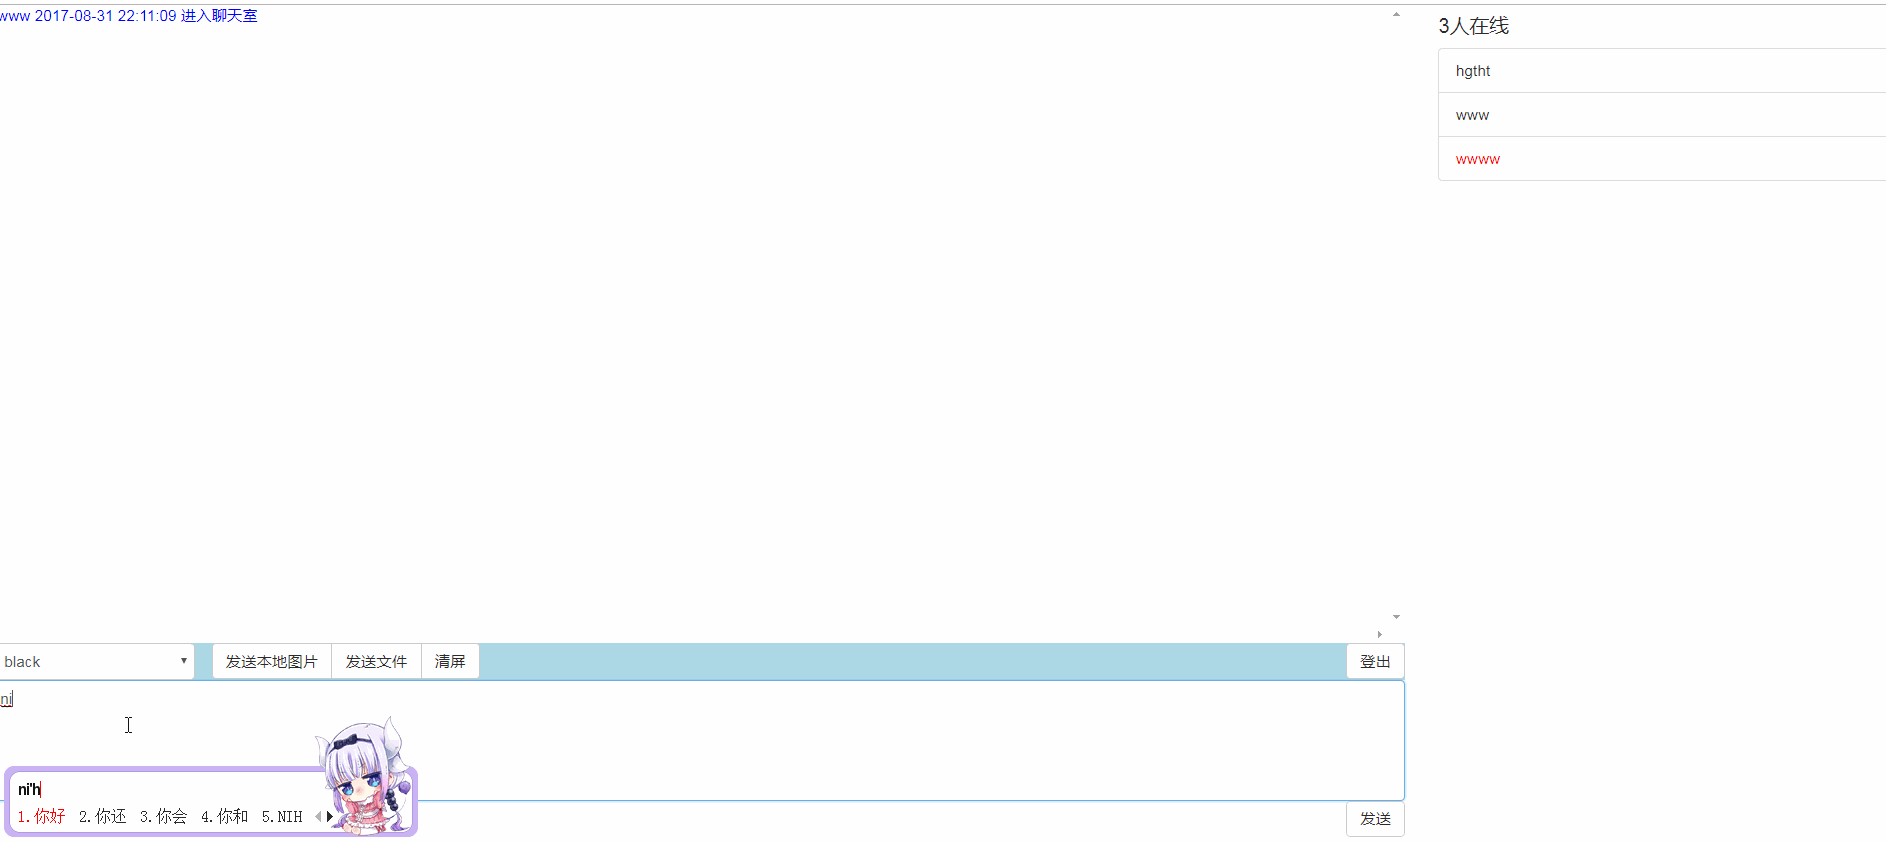 www 2017-08-31 22:11:09 进入聊天室
3人在线
hgtht
www
wwww
black
发送本地图片 发送文件 清屏
登出
ni
ni'h
1.你好 2.你还 3.你会 4.你和 5.NIH
发送